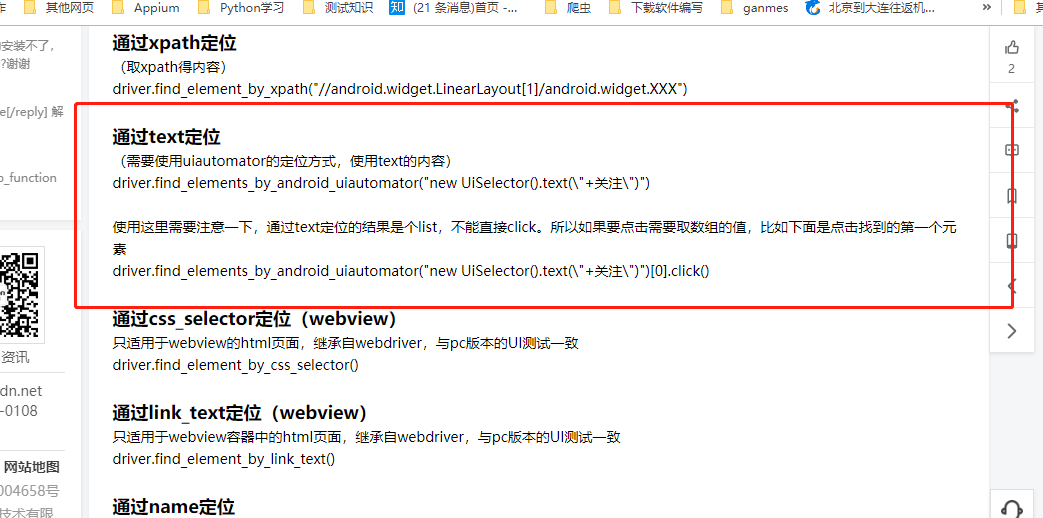 作
其他网页
Appium
Python学习
测试知识
知
(21 条消息)首页 -...
爬虫
下载软件编写
ganmes
北京到大连往返机...
»
的安装不了，
?谢谢
e[/reply] 解
o_function
资讯
dn.net
-0108
网站地图
004658号
技术有限
通过xpath定位
（取xpath得内容）
driver.find_element_by_xpath("//android.widget.LinearLayout[1]/android.widget.XXX")
通过text定位
（需要使用uiautomator的定位方式，使用text的内容）
driver.find_elements_by_android_uiautomator("new UiSelector().text(\"+关注\")")
使用这里需要注意一下，通过text定位的结果是个list，不能直接click。所以如果要点击需要取数组的值，比如下面是点击找到的第一个元
素
driver.find_elements_by_android_uiautomator("new UiSelector().text(\"+关注\")")[0].click()
通过css_selector定位（webview）
只适用于webview的html页面，继承自webdriver，与pc版本的UI测试一致
driver.find_element_by_css_selector()
通过link_text定位（webview）
只适用于webview容器中的html页面，继承自webdriver，与pc版本的UI测试一致
driver.find_element_by_link_text()
通过name定位
2